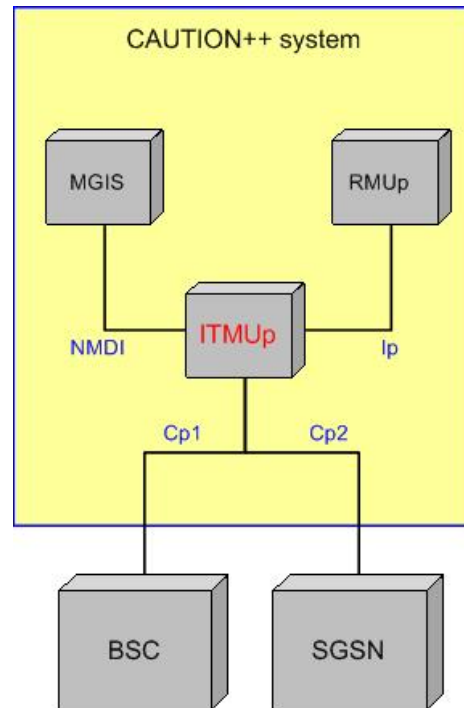 CAUTION++ system
MGIS
RMUp
ITMUp
NMDI
Ip
Cp1
Cp2
BSC
SGSN